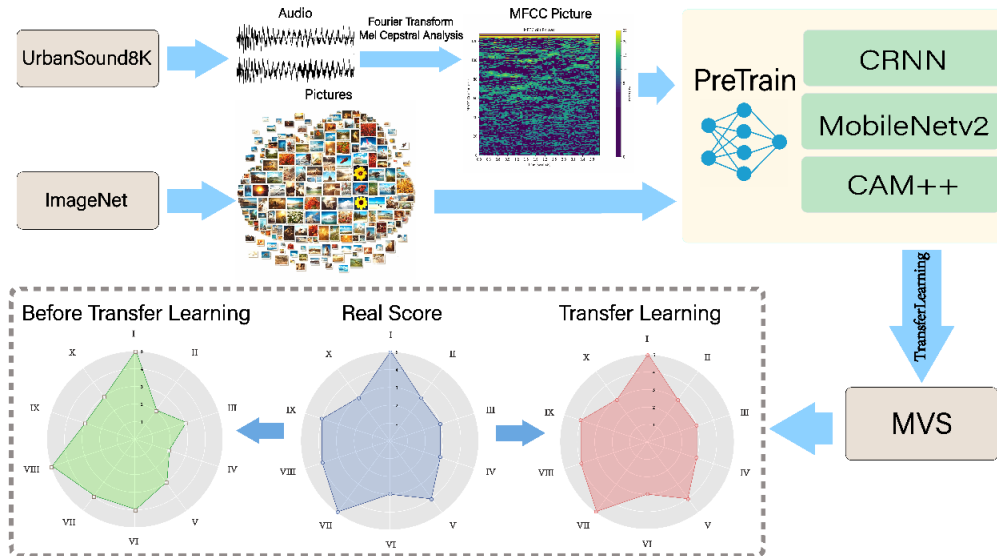 UrbanSound8K
Audio
Fourier Transform
Mel Cepstral Analysis
MFCC Picture
PreTrain
CRNN
MobileNetv2
CAM++
ImageNet
Pictures
TransferLearning
MVS
Before Transfer Learning
I
II
III
IV
V
VI
VII
VIII
IX
X
Real Score
I
II
III
IV
V
VI
VII
VIII
IX
X
Transfer Learning
I
II
III
IV
V
VI
VII
VIII
IX
X